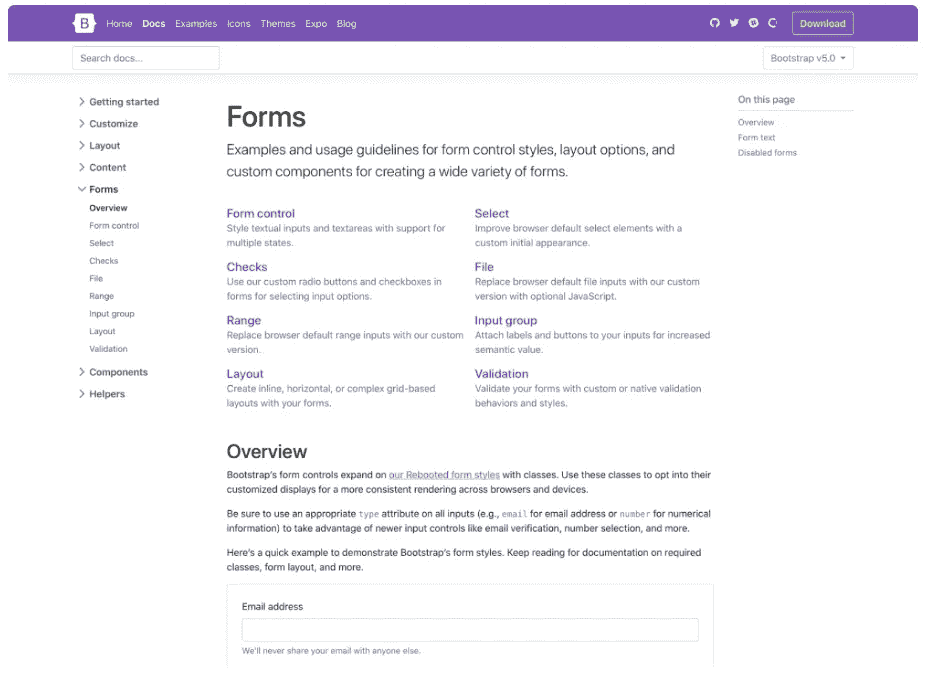 B Home Docs Examples Icons Themes Expo Blog Download
Search docs... Bootstrap v5.0
Getting started
Customize
Layout
Content
Forms
Overview
Form control
Select
Checks
File
Range
Input group
Layout
Validation
Components
Helpers
Forms
Examples and usage guidelines for form control styles, layout options, and
custom components for creating a wide variety of forms.
Form control
Style textual inputs and textareas with support for
multiple states.
Select
Improve browser default select elements with a
custom initial appearance.
Checks
Use our custom radio buttons and checkboxes in
forms for selecting input options.
File
Replace browser default file inputs with our custom
version with optional JavaScript.
Range
Replace browser default range inputs with our custom
version.
Input group
Attach labels and buttons to your inputs for increased
semantic value.
Layout
Create inline, horizontal, or complex grid-based
layouts with your forms.
Validation
Validate your forms with custom or native validation
behaviors and styles.
Overview
Bootstrap's form controls expand on our Rebooted form styles with classes. Use these classes to opt into their
customized displays for a more consistent rendering across browsers and devices.
Be sure to use an appropriate type attribute on all inputs (e.g., email for email address or number for numerical
information) to take advantage of newer input controls like email verification, number selection, and more.
Here's a quick example to demonstrate Bootstrap's form styles. Keep reading for documentation on required
classes, form layout, and more.
Email address
We'll never share your email with anyone else.
On this page
Overview
Form text
Disabled forms